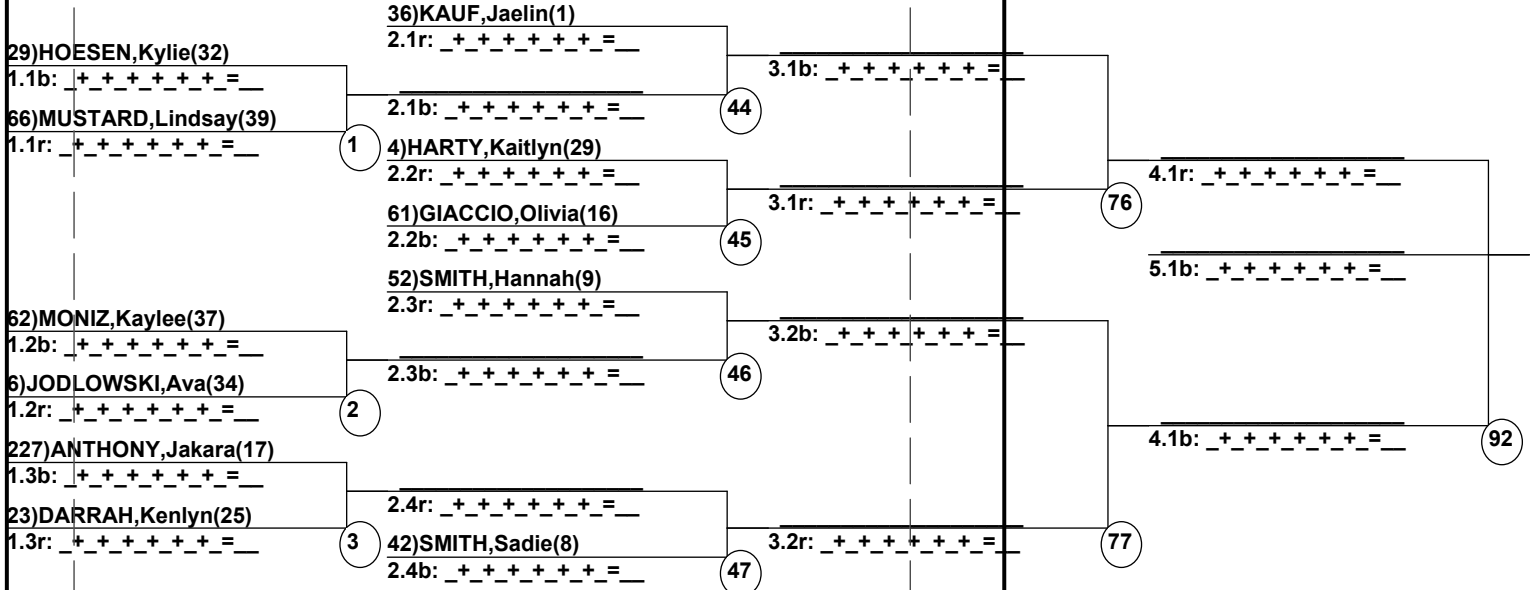 36)KAUF,Jaelin(1)
2.1r: _+_+_+_+_+_=__
29)HOESEN,Kylie(32)
1.1b: _+_+_+_+_+_=__
3.1b: _+_+_+_+_+_=__
2.1b: _+_+_+_+_+_=__
44
66)MUSTARD,Lindsay(39)
1.1r: _+_+_+_+_+_=__
1
4)HARTY,Kaitlyn(29)
2.2r: _+_+_+_+_+_=__
4.1r: _+_+_+_+_+_=__
3.1r: _+_+_+_+_+_=__
76
61)GIACCIO,Olivia(16)
2.2b: _+_+_+_+_+_=__
45
5.1b: _+_+_+_+_+_=__
52)SMITH,Hannah(9)
2.3r: _+_+_+_+_+_=__
62)MONIZ,Kaylee(37)
1.2b: _+_+_+_+_+_=__
3.2b: _+_+_+_+_+_=__
2.3b: _+_+_+_+_+_=__
46
6)JODLOWSKI,Ava(34)
1.2r: _+_+_+_+_+_=__
2
4.1b: _+_+_+_+_+_=__
92
227)ANTHONY,Jakara(17)
1.3b: _+_+_+_+_+_=__
2.4r: _+_+_+_+_+_=__
23)DARRAH,Kenlyn(25)
1.3r: _+_+_+_+_+_=__
3
42)SMITH,Sadie(8)
2.4b: _+_+_+_+_+_=__
47
3.2r: _+_+_+_+_+_=__
77